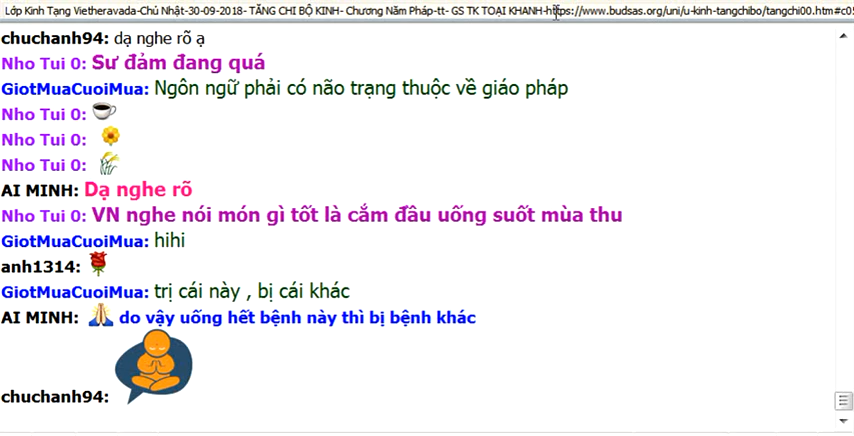 Lớp Kinh Tạng Vietheravada-Chủ Nhật-30-09-2018- TĂNG CHI BỘ KINH- Chương Năm Pháp-tt- GS TK TOẠI KHANH-https://www.budsas.org/uni/u-kinh-tangchibo/tangchi00.htm#c05
chuchanh94: dạ nghe rõ ạ
Nho Tui 0: Sư đảm đang quá
GiotMuaCuoiMua: Ngôn ngữ phải có não trạng thuộc về giáo pháp
Nho Tui 0:
Nho Tui 0:
Nho Tui 0:
AI MINH: Dạ nghe rõ
Nho Tui 0: VN nghe nói món gì tốt là cắm đầu uống suốt mùa thu
GiotMuaCuoiMua: hihi
anh1314:
GiotMuaCuoiMua: trị cái này , bị cái khác
AI MINH: do vậy uống hết bệnh này thì bị bệnh khác
chuchanh94: